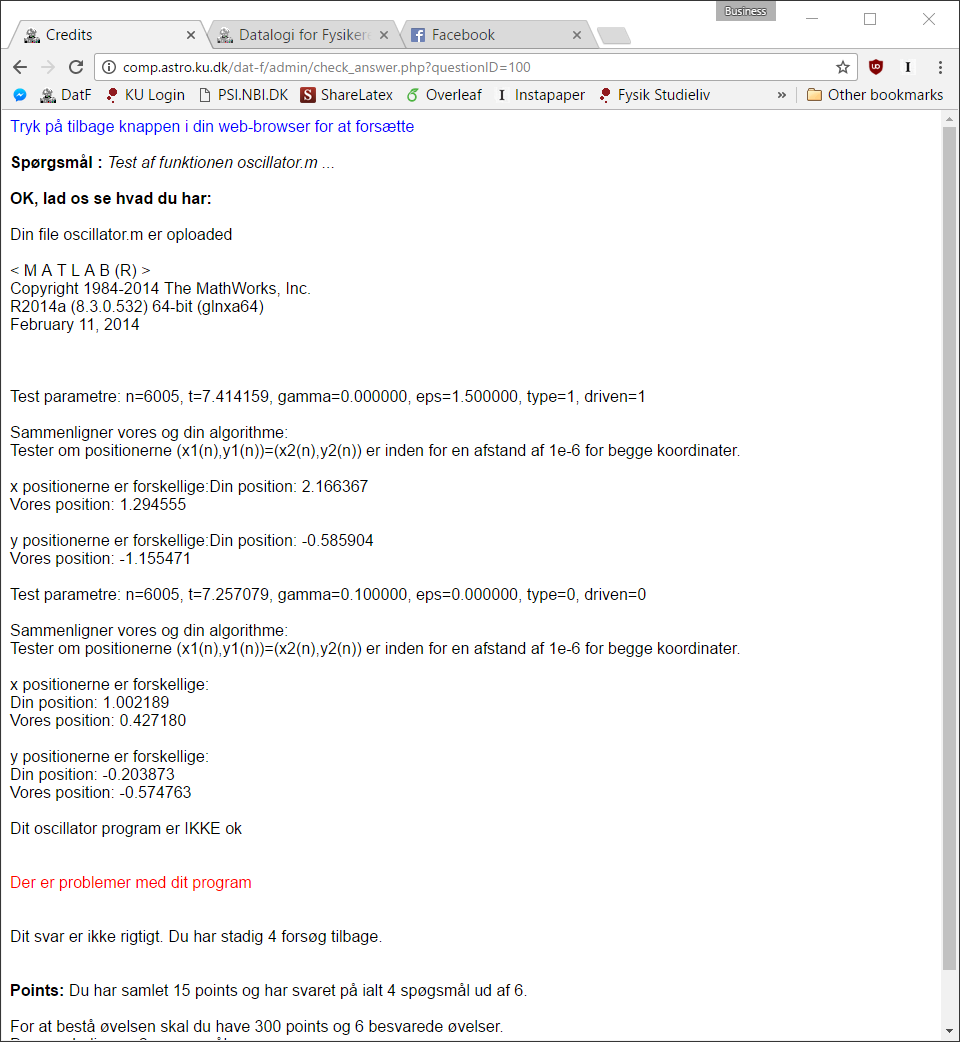 Business
Credits
Datalogi for Fysikere
Facebook
comp.astro.ku.dk/dat-f/admin/check_answer.php?questionID=100
DatF KU Login PSI.NBI.DK ShareLatex Overleaf Instapaper Fysik Studieliv » Other bookmarks
Tryk på tilbage knappen i din web-browser for at forsætte
Spørgsmål : Test af funktionen oscillator.m ...
OK, lad os se hvad du har:
Din file oscillator.m er oploaded
< M A T L A B (R) >
Copyright 1984-2014 The MathWorks, Inc.
R2014a (8.3.0.532) 64-bit (glnxa64)
February 11, 2014
Test parametre: n=6005, t=7.414159, gamma=0.000000, eps=1.500000, type=1, driven=1
Sammenligner vores og din algorithme:
Tester om positionerne (x1(n),y1(n))=(x2(n),y2(n)) er inden for en afstand af 1e-6 for begge koordinater.
x positionerne er forskellige:Din position: 2.166367
Vores position: 1.294555
y positionerne er forskellige:Din position: -0.585904
Vores position: -1.155471
Test parametre: n=6005, t=7.257079, gamma=0.100000, eps=0.000000, type=0, driven=0
Sammenligner vores og din algorithme:
Tester om positionerne (x1(n),y1(n))=(x2(n),y2(n)) er inden for en afstand af 1e-6 for begge koordinater.
x positionerne er forskellige:
Din position: 1.002189
Vores position: 0.427180
y positionerne er forskellige:
Din position: -0.203873
Vores position: -0.574763
Dit oscillator program er IKKE ok
Der er problemer med dit program
Dit svar er ikke rigtigt. Du har stadig 4 forsøg tilbage.
Points: Du har samlet 15 points og har svaret på ialt 4 spøgsmål ud af 6.
For at bestå øvelsen skal du have 300 points og 6 besvarede øvelser.